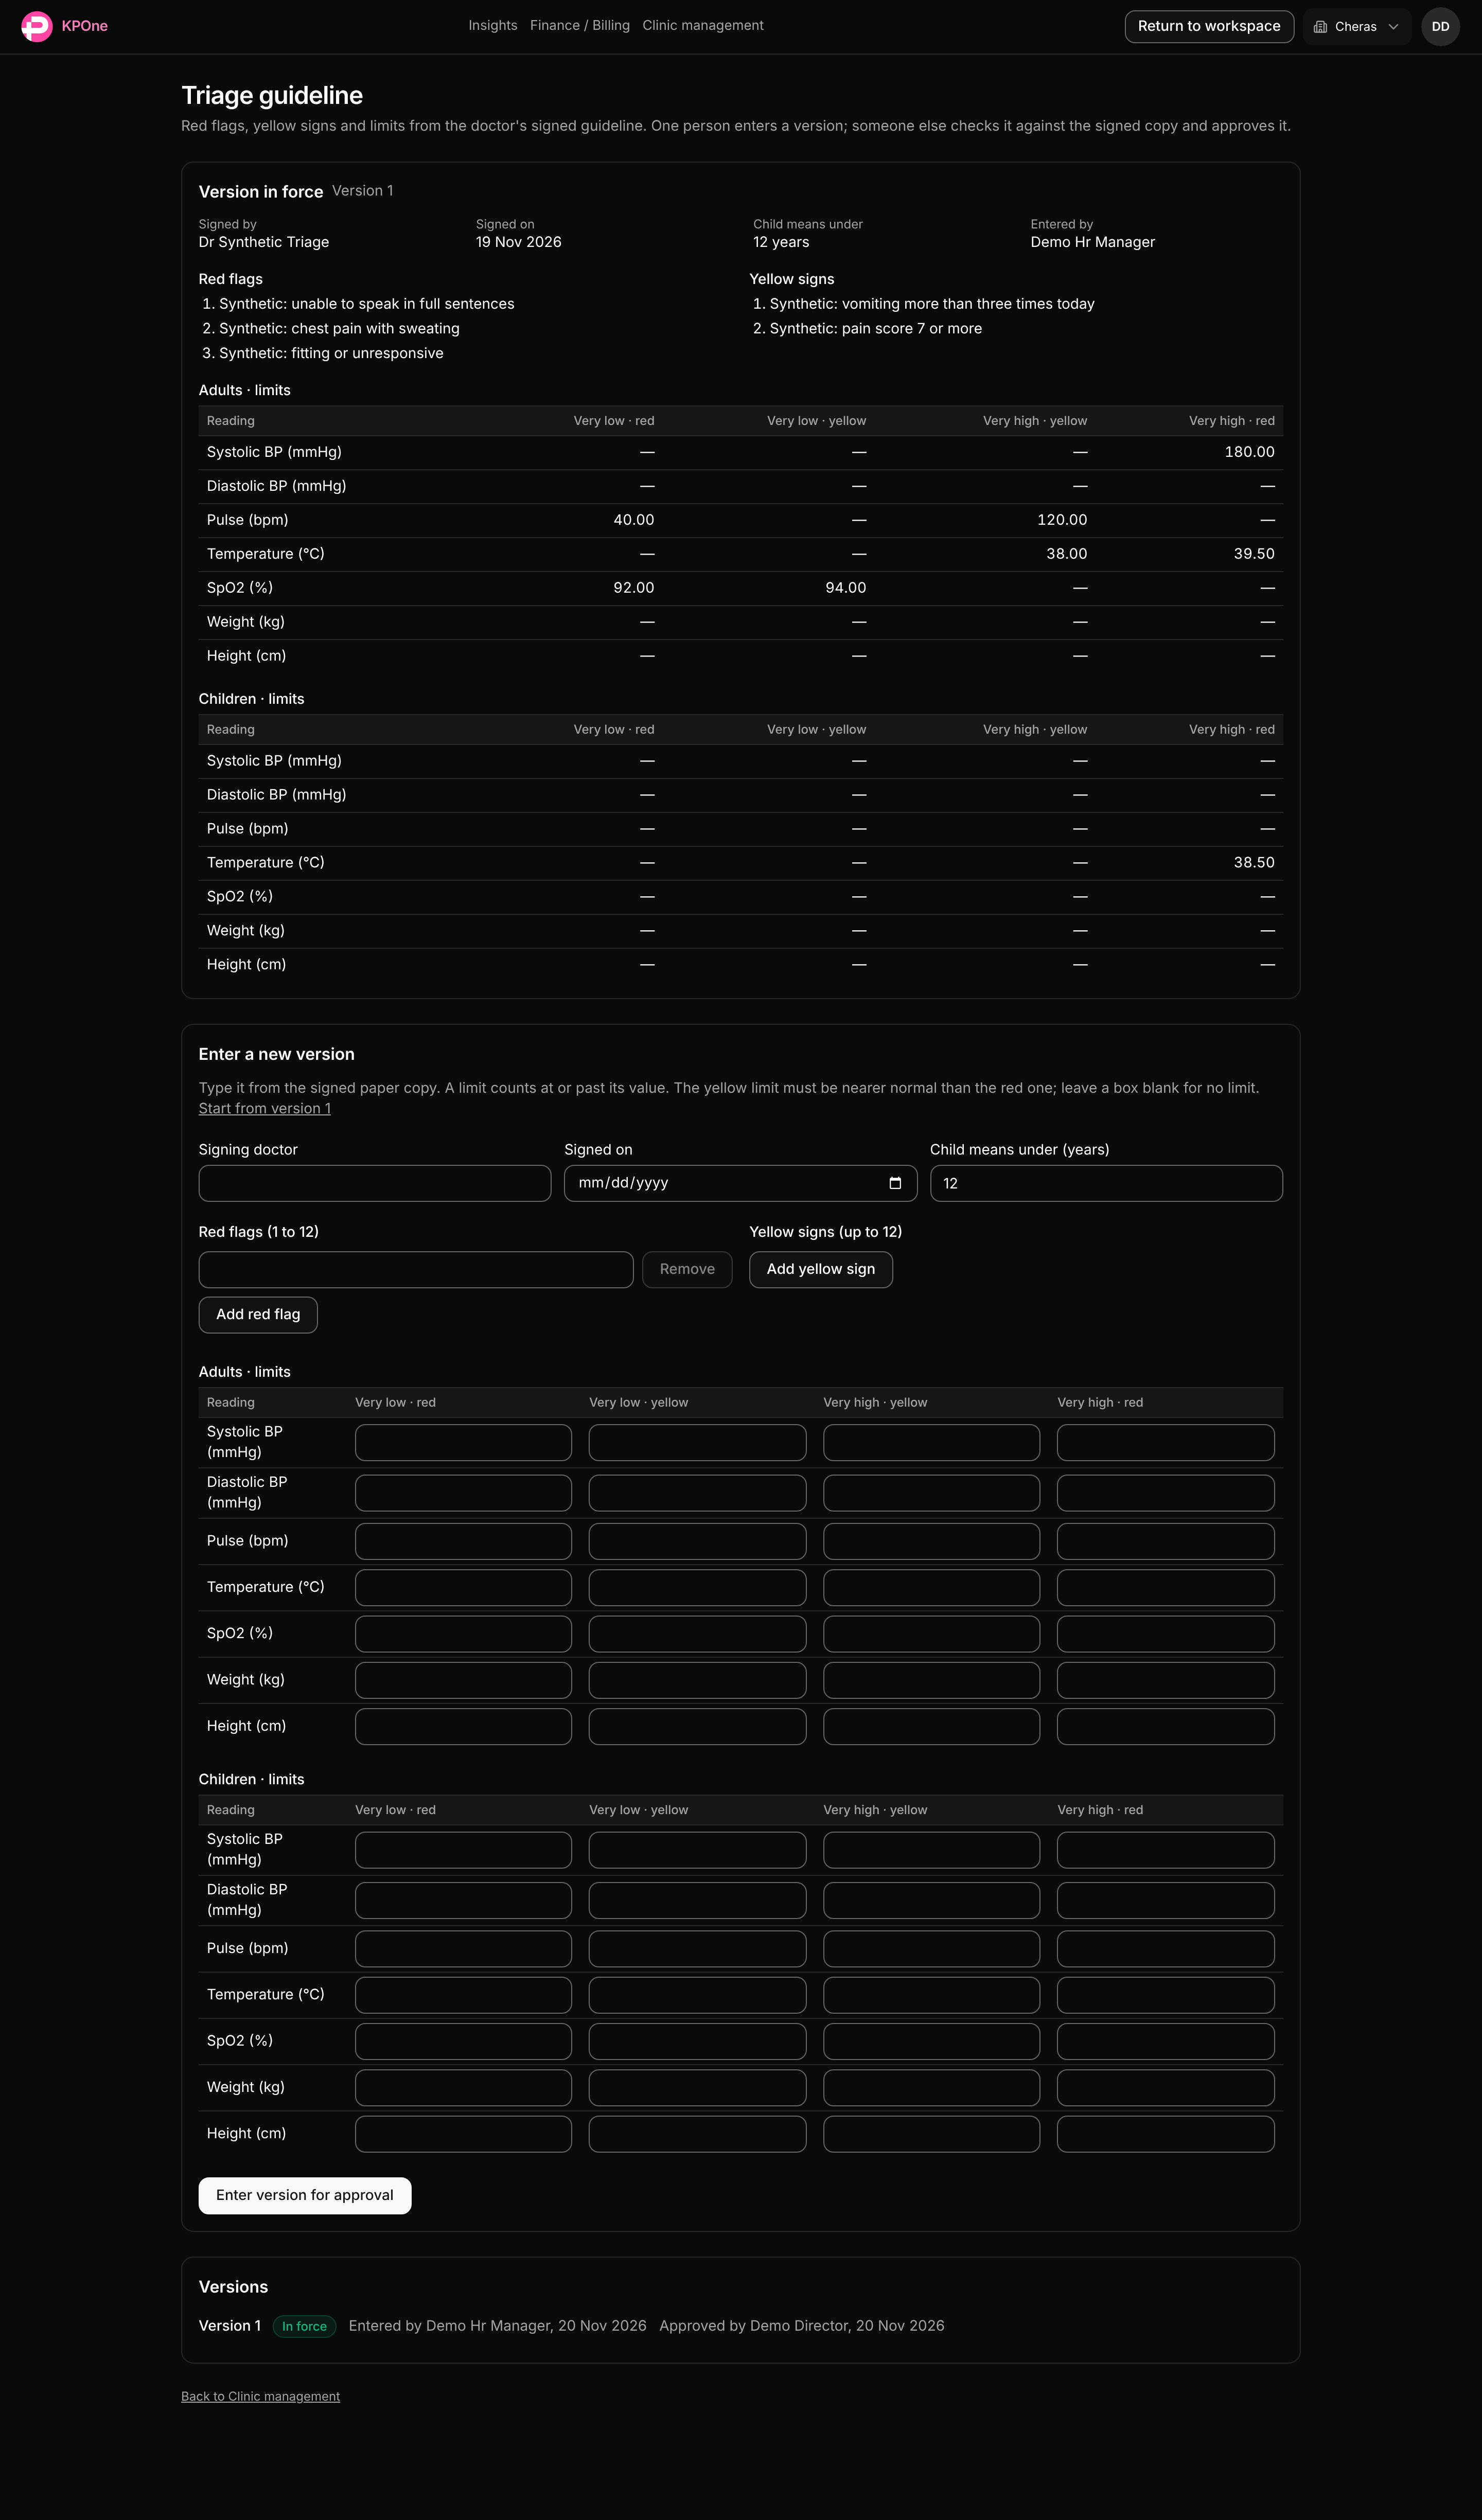 KPOne
Insights Finance / Billing Clinic management
Return to workspace
Cheras
DD
Triage guideline
Red flags, yellow signs and limits from the doctor's signed guideline. One person enters a version; someone else checks it against the signed copy and approves it.
Version in force Version 1
Signed by Signed on Child means under Entered by
Dr Synthetic Triage 19 Nov 2026 12 years Demo Hr Manager
Red flags
1. Synthetic: unable to speak in full sentences
2. Synthetic: chest pain with sweating
3. Synthetic: fitting or unresponsive
Yellow signs
1. Synthetic: vomiting more than three times today
2. Synthetic: pain score 7 or more
Adults · limits
Reading Very low · red Very low · yellow Very high · yellow Very high · red
Systolic BP (mmHg) — — — 180.00
Diastolic BP (mmHg) — — — —
Pulse (bpm) 40.00 — 120.00 —
Temperature (°C) — — 38.00 39.50
SpO2 (%) 92.00 94.00 — —
Weight (kg) — — — —
Height (cm) — — — —
Children · limits
Reading Very low · red Very low · yellow Very high · yellow Very high · red
Systolic BP (mmHg) — — — —
Diastolic BP (mmHg) — — — —
Pulse (bpm) — — — —
Temperature (°C) — — — 38.50
SpO2 (%) — — — —
Weight (kg) — — — —
Height (cm) — — — —
Enter a new version
Type it from the signed paper copy. A limit counts at or past its value. The yellow limit must be nearer normal than the red one; leave a box blank for no limit.
Start from version 1
Signing doctor Signed on Child means under (years)
mm/dd/yyyy 12
Red flags (1 to 12)
Remove
Add red flag
Yellow signs (up to 12)
Add yellow sign
Adults · limits
Reading Very low · red Very low · yellow Very high · yellow Very high · red
Systolic BP
(mmHg)
Diastolic BP
(mmHg)
Pulse (bpm)
Temperature (°C)
SpO2 (%)
Weight (kg)
Height (cm)
Children · limits
Reading Very low · red Very low · yellow Very high · yellow Very high · red
Systolic BP
(mmHg)
Diastolic BP
(mmHg)
Pulse (bpm)
Temperature (°C)
SpO2 (%)
Weight (kg)
Height (cm)
Enter version for approval
Versions
Version 1 In force Entered by Demo Hr Manager, 20 Nov 2026 Approved by Demo Director, 20 Nov 2026
Back to Clinic management